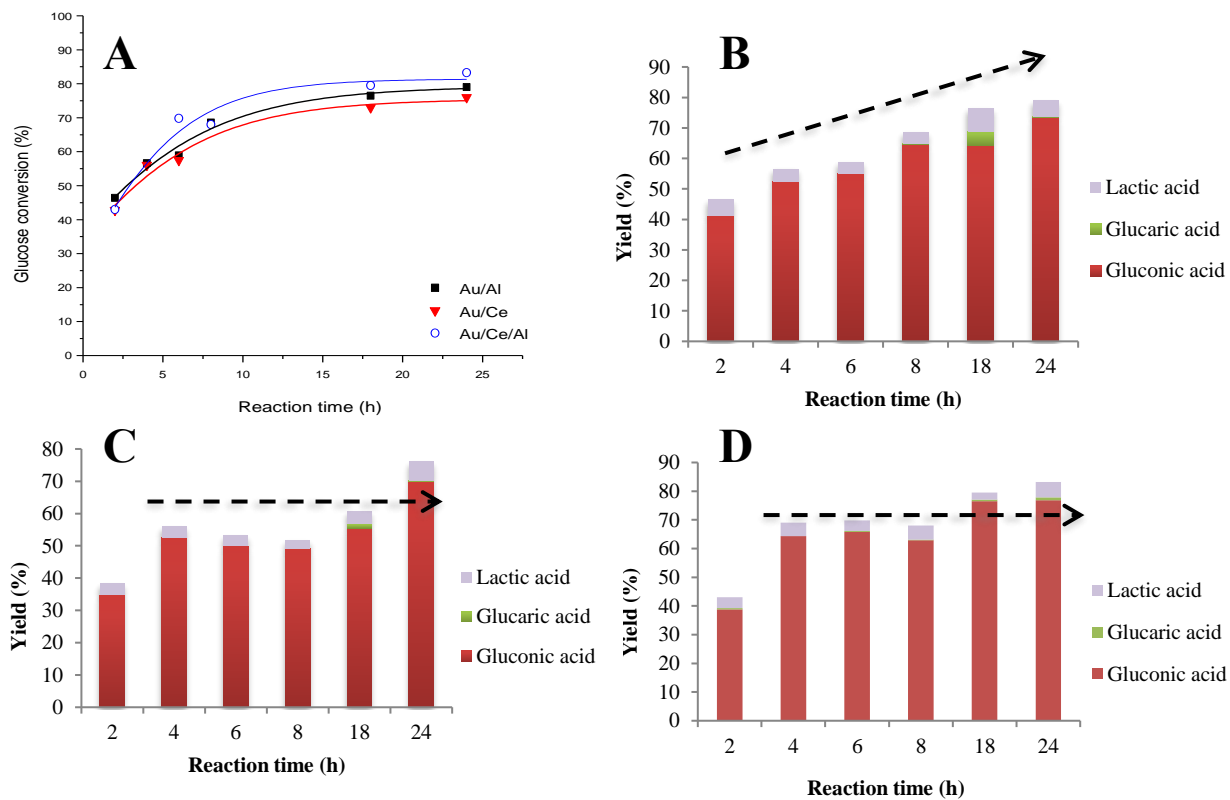 A
100
90
80
70
60
50
40
30
80
90
100
Glucose conversion (%)
0
5
10
15
20
25
Reaction time (h)
Au/Al
Au/Ce
Au/Ce/Al
B
90
80
70
60
50
40
30
20
10
0
Yield (%)
2 4 6 8 18 24
Reaction time (h)
Lactic acid
Glucaric acid
Gluconic acid
C
80
70
60
50
40
30
20
10
0
Yield (%)
2 4 6 8 18 24
Reaction time (h)
Lactic acid
Glucaric acid
Gluconic acid
D
90
80
70
60
50
40
30
20
10
0
Yield (%)
2 4 6 8 18 24
Reaction time (h)
Lactic acid
Glucaric acid
Gluconic acid